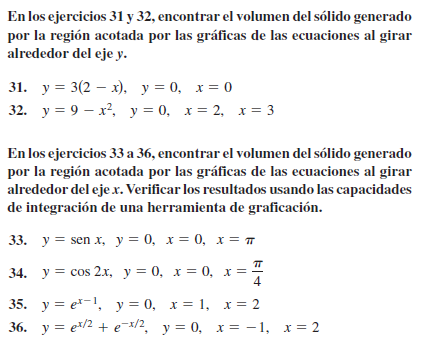 En los ejercicios 31 y 32, encontrar el volumen del sólido generado
por la región acotada por las gráficas de las ecuaciones al girar
alrededor del eje y.
31. y = 3(2 − x), y = 0, x = 0
32. y = 9 − x², y = 0, x = 2, x = 3
En los ejercicios 33 a 36, encontrar el volumen del sólido generado
por la región acotada por las gráficas de las ecuaciones al girar
alrededor del eje x. Verificar los resultados usando las capacidades
de integración de una herramienta de graficación.
33. y = sen x, y = 0, x = 0, x = π
34. y = cos 2x, y = 0, x = 0, x = π/4
35. y = eˣ⁻¹, y = 0, x = 1, x = 2
36. y = eˣ/² + e⁻ˣ/², y = 0, x = −1, x = 2